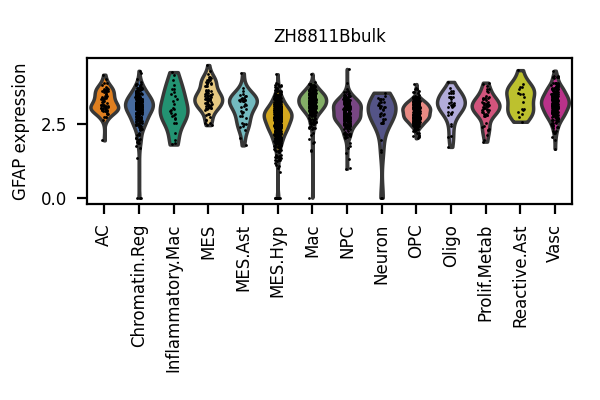 ZH8811Bbulk
GFAP expression
2.5
0.0
AC
Chromatin.Reg
Inflammatory.Mac
MES
MES.Ast
MES.Hyp
Mac
NPC
Neuron
OPC
Oligo
Prolif.Metab
Reactive.Ast
Vasc